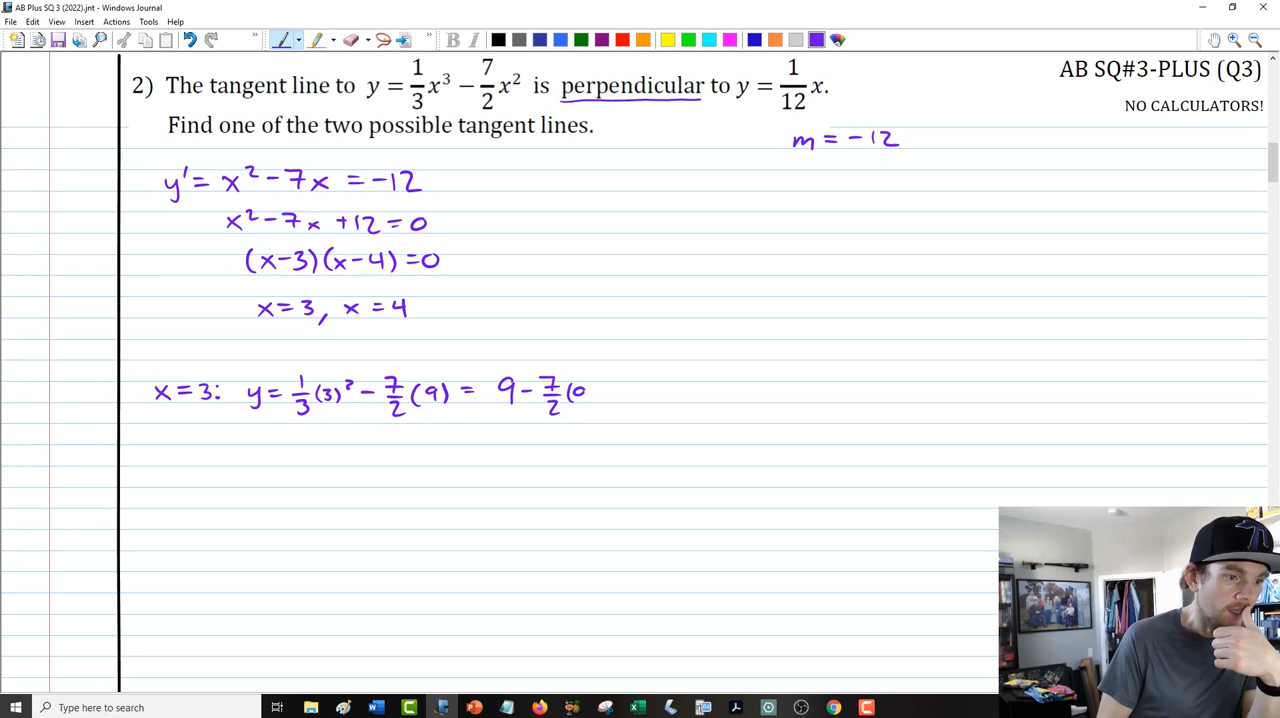 AB Plus SQ 3 (2022).jnt - Windows Journal
File Edit View Insert Actions Tools Help
2) The tangent line to y = 1/3 x³ − 7/2 x² is perpendicular to y = 1/12 x.
AB SQ#3-PLUS (Q3)
NO CALCULATORS!
Find one of the two possible tangent lines.
m = -12
y' = x² - 7x = -12
x² - 7x + 12 = 0
(x-3)(x-4) = 0
x = 3, x = 4
x = 3: y = 1/3 (3)³ - 7/2 (9) = 9 - 7/2 (
Type here to search